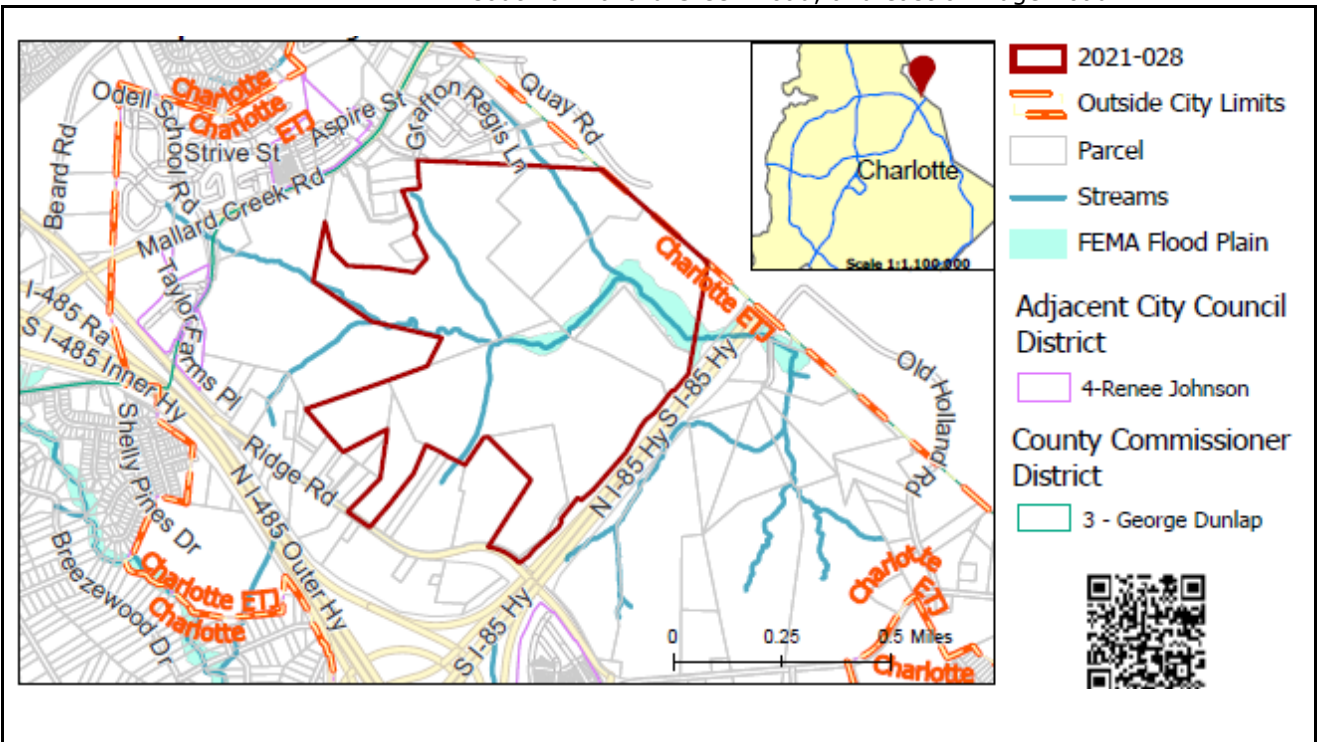 Quay Rd
Odell School Rd
Charlotte
Charlotte
ETJ
Aspire St
Grafton
Regis Ln
Strive St
Beard Rd
Mallard Creek Rd
Taylor Farms Pl
I-485 Ra
S I-485 Inner Hy
Charlotte ETJ
S I-85 Hy
N I-85 Hy
Old Holland Rd
Shelly Pines Dr
Ridge Rd
N I-485 Outer Hy
Breezewood Dr
Charlotte ETJ
Charlotte
S I-85 Hy
Charlotte
ETJ
Charlotte
0 0.25 0.5 Miles
Charlotte
Scale 1:1,100,000
2021-028
Outside City Limits
Parcel
Streams
FEMA Flood Plain
Adjacent City Council
District
4-Renee Johnson
County Commissioner
District
3 - George Dunlap